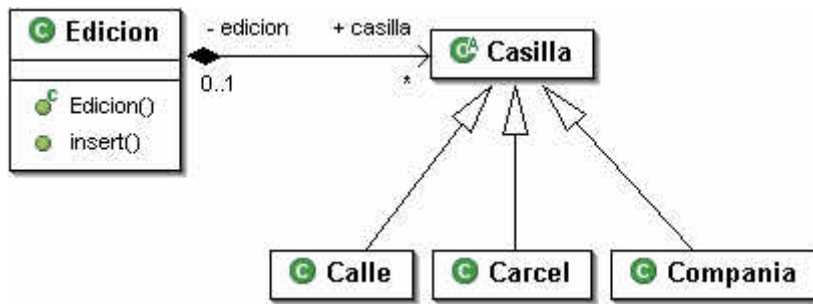 Edicion
- edicion
+ casilla
Casilla
0..1
*
Edicion()
insert()
Calle
Carcel
Compania